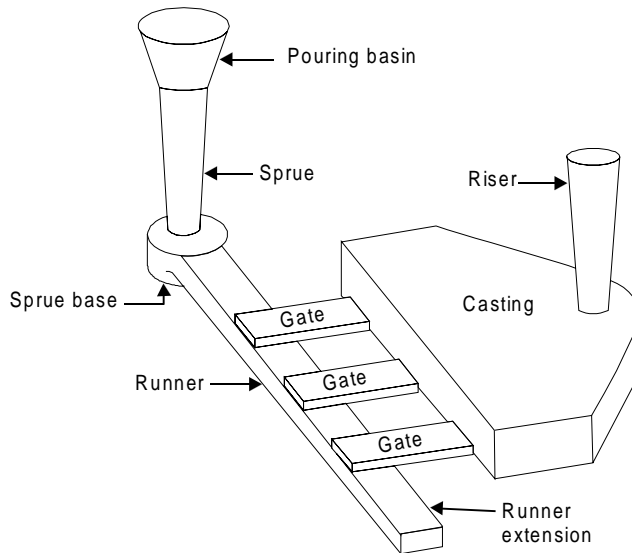 Pouring basin
Sprue
Riser
Sprue base
Casting
Gate
Runner
Gate
Gate
Runner
extension